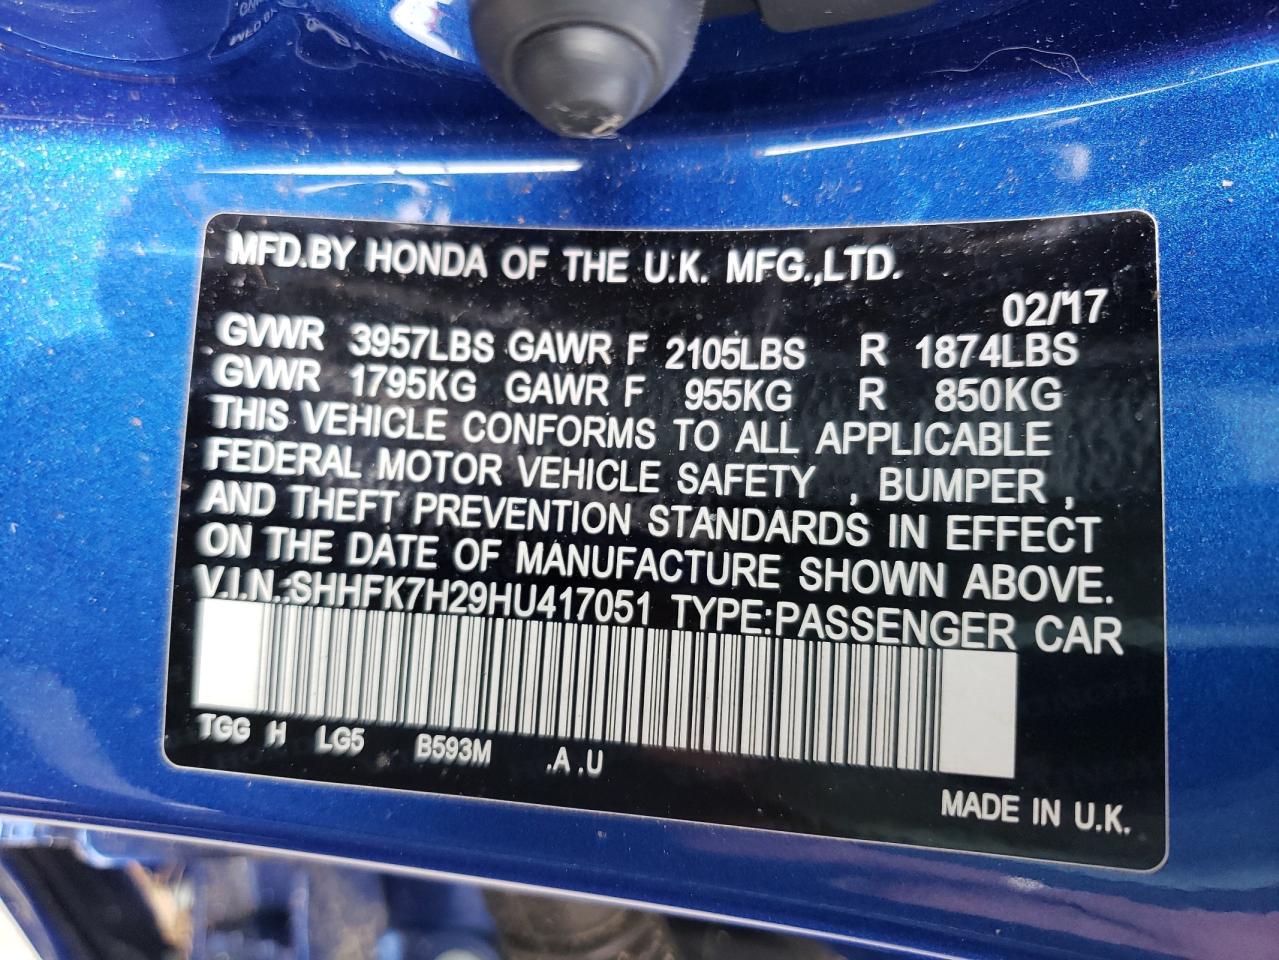 MFD.BY HONDA OF THE U.K. MFG.,LTD.
02/17
GVWR 3957LBS GAWR F 2105LBS R 1874LBS
GVWR 1795KG GAWR F 955KG R 850KG
THIS VEHICLE CONFORMS TO ALL APPLICABLE
FEDERAL MOTOR VEHICLE SAFETY , BUMPER ,
AND THEFT PREVENTION STANDARDS IN EFFECT
ON THE DATE OF MANUFACTURE SHOWN ABOVE.
V.I.N.:SHHFK7H29HU417051 TYPE:PASSENGER CAR
TGG H LG5 B593M .A .U
MADE IN U.K.